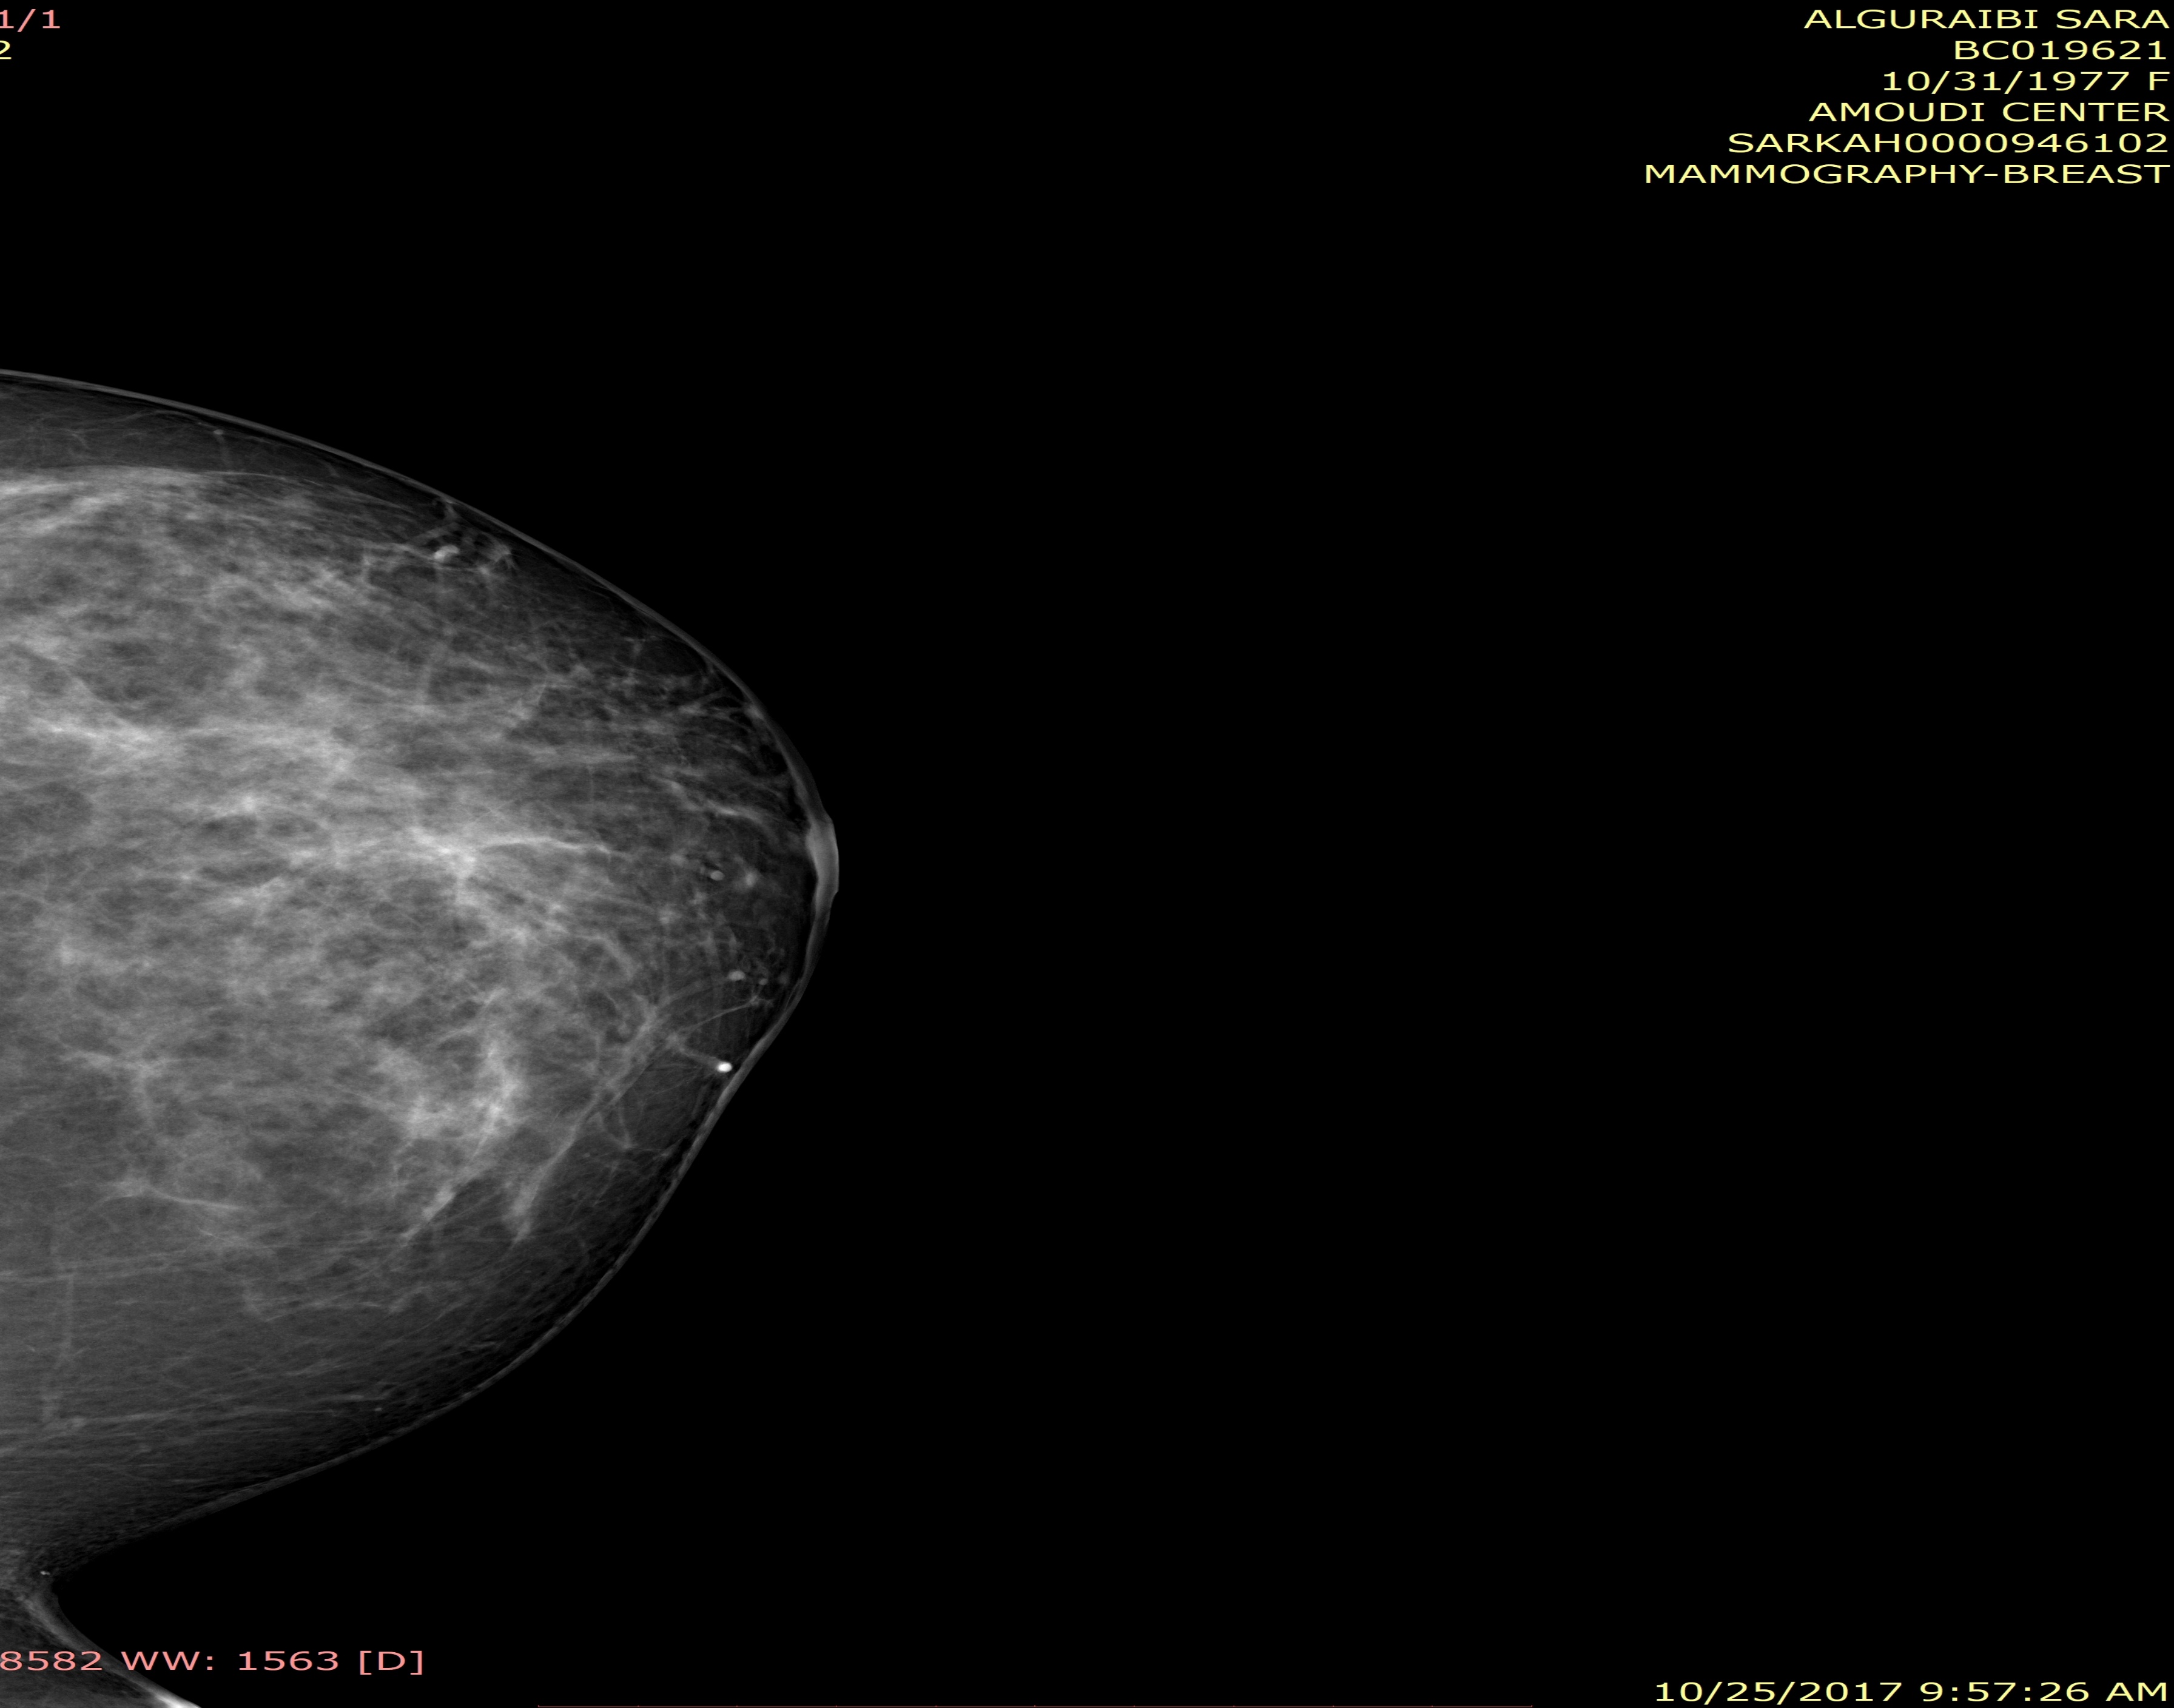 1/1
2
ALGURAIBI SARA
BC019621
10/31/1977 F
AMOUDI CENTER
SARKAH0000946102
MAMMOGRAPHY-BREAST
8582 WW: 1563 [D]
10/25/2017 9:57:26 AM